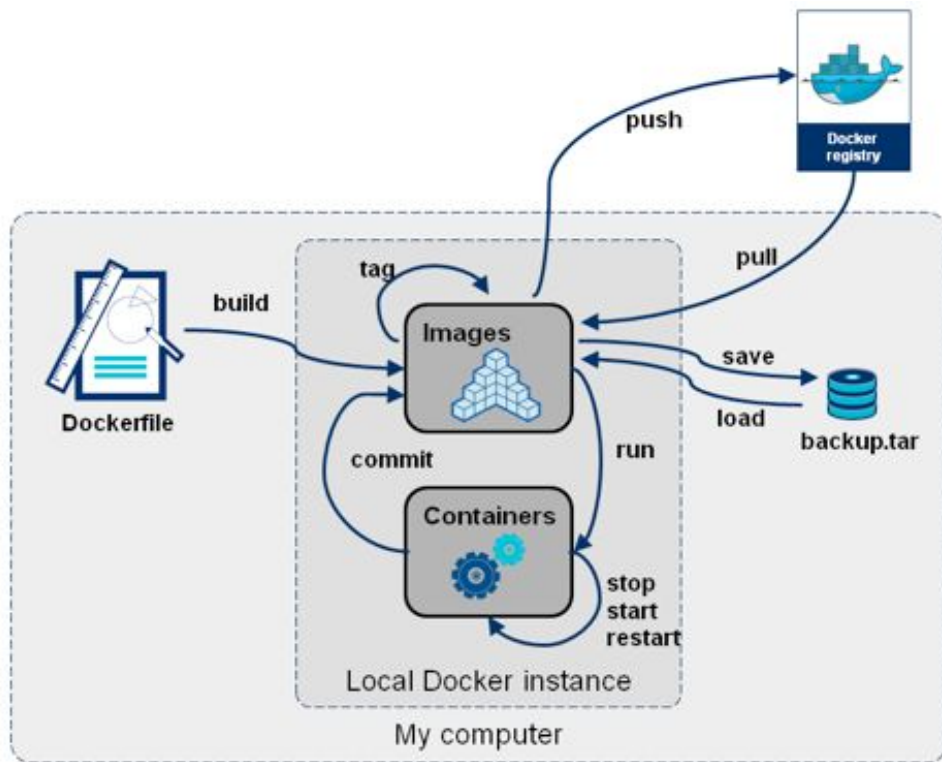 push
Docker
registry
pull
tag
build
Images
save
Dockerfile
load
backup.tar
commit
run
Containers
stop
start
restart
Local Docker instance
My computer